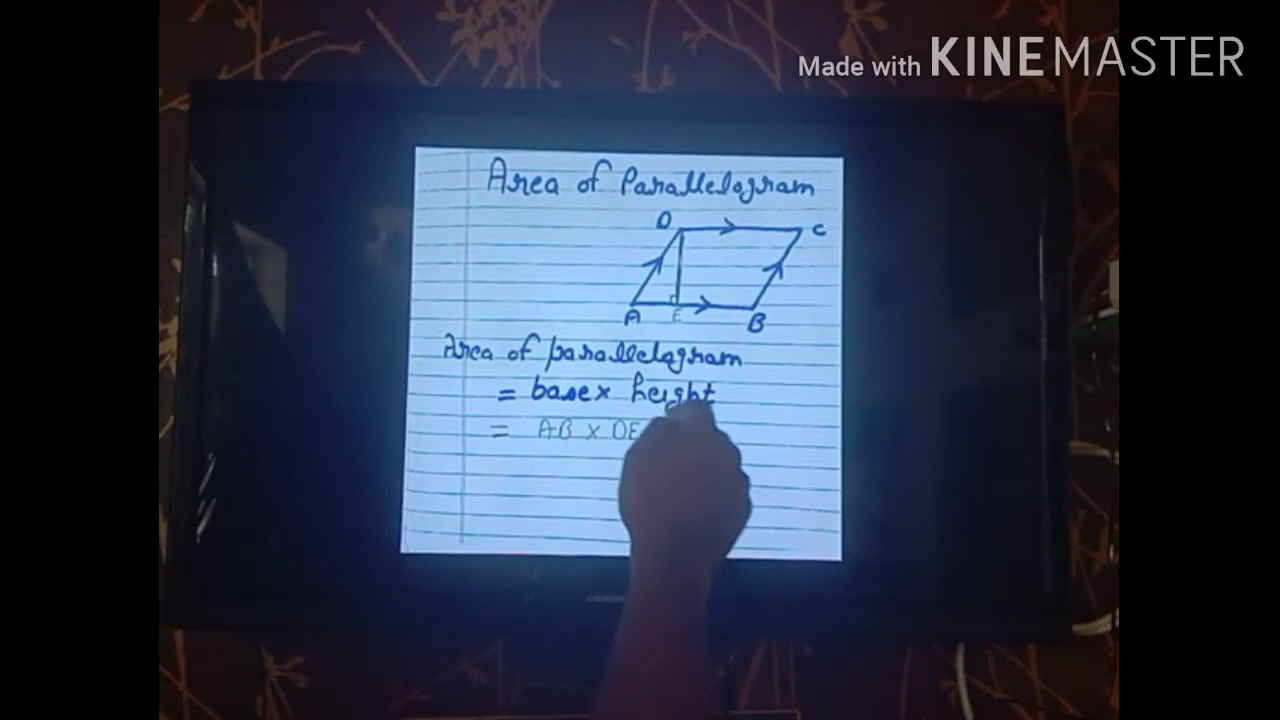 Made with KINEMASTER
Area of Parallelogram
D C
A E B
Area of parallelogram
= base x height
= AB x DE